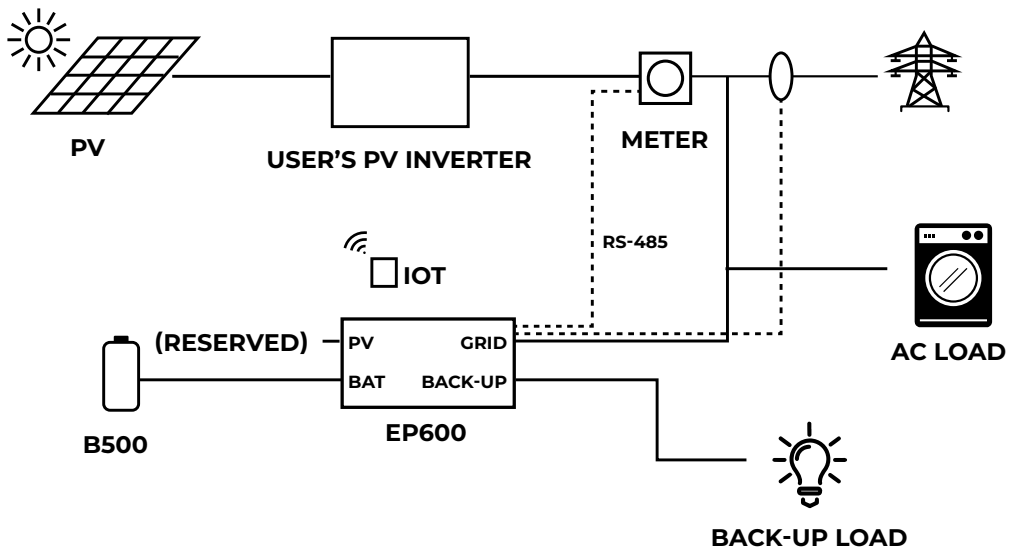 PV
USER’S PV INVERTER
METER
RS-485
IOT
(RESERVED)
PV
GRID
BAT
BACK-UP
EP600
B500
AC LOAD
BACK-UP LOAD